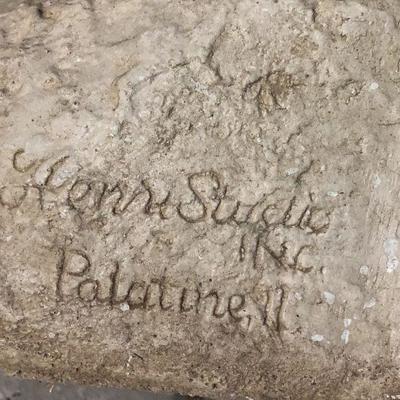 Henri Studio
INC.
Palatine, Il